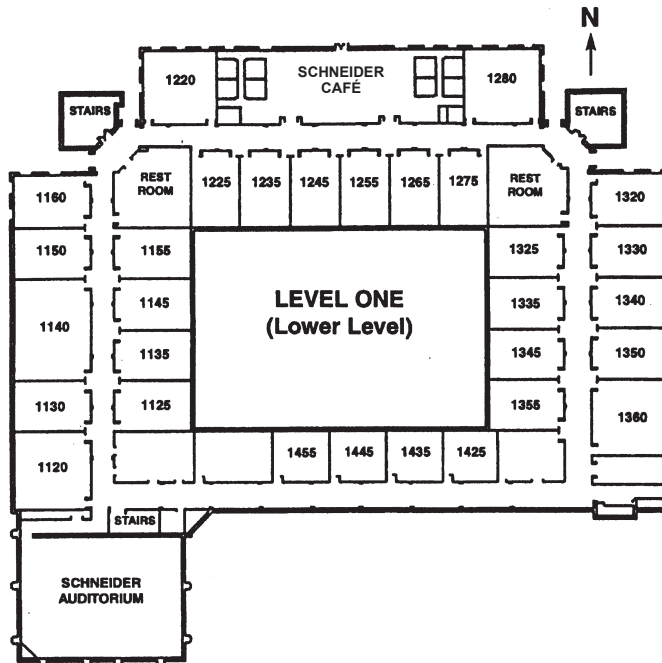 N
SCHNEIDER
CAFÉ
1220
1280
STAIRS
STAIRS
REST
ROOM
1225
1235
1245
1255
1265
1275
REST
ROOM
1160
1320
1150
1155
1325
1330
LEVEL ONE
(Lower Level)
1140
1145
1335
1340
1135
1345
1350
1130
1125
1355
1360
1120
1455
1445
1435
1425
STAIRS
SCHNEIDER
AUDITORIUM